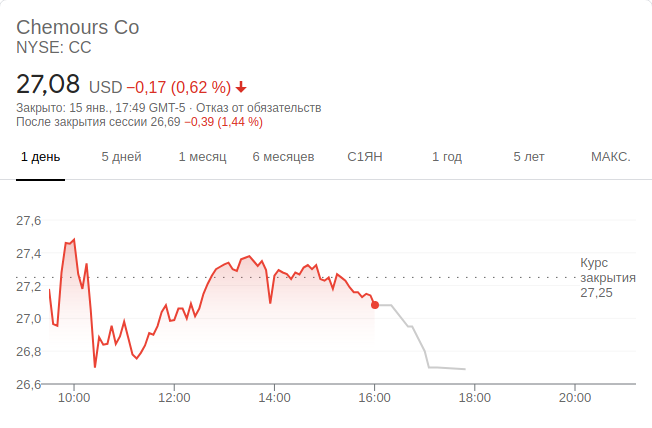 Chemours Co
NYSE: CC
27,08 USD −0,17 (0,62 %)
Закрыто: 15 янв., 17:49 GMT-5 · Отказ от обязательств
После закрытия сессии 26,69 −0,39 (1,44 %)
1 день 5 дней 1 месяц 6 месяцев С1ЯН 1 год 5 лет МАКС.
27,6
27,4
27,2
27,0
26,8
26,6
Курс
закрытия
27,25
10:00 12:00 14:00 16:00 18:00 20:00